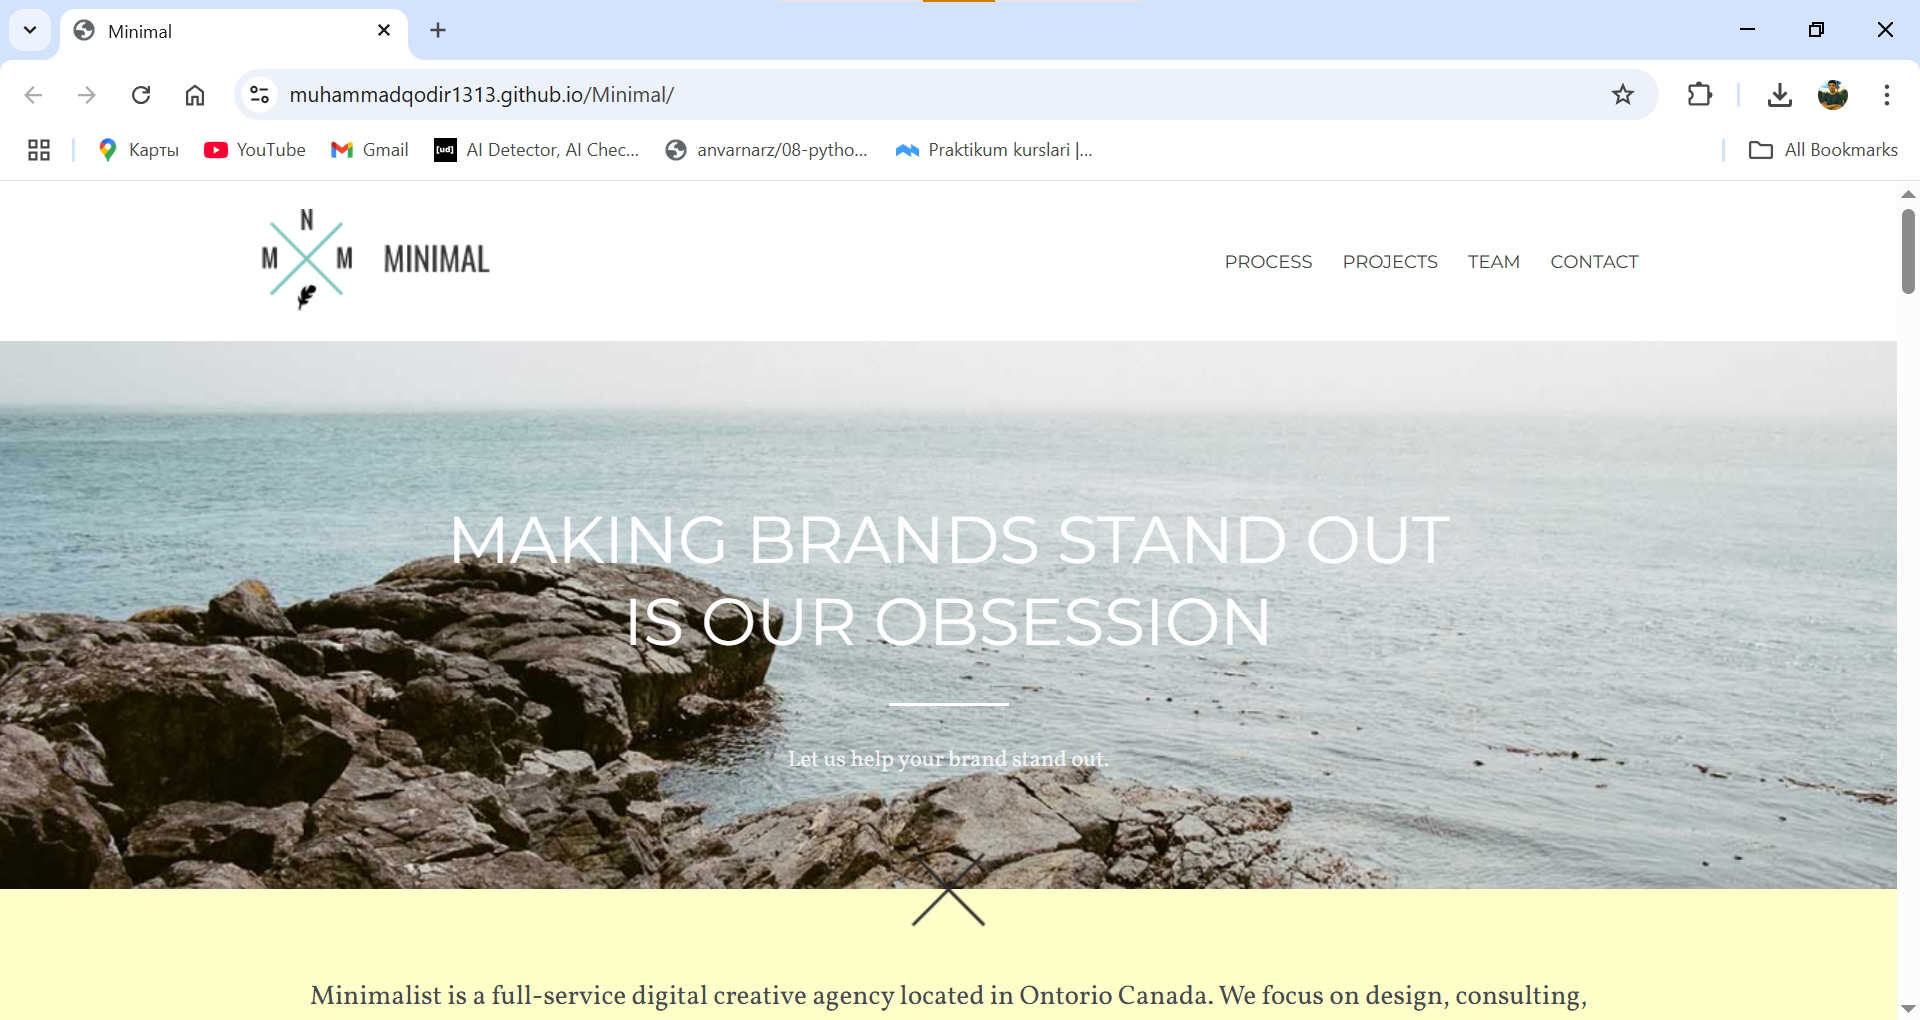 Minimal
muhammadqodir1313.github.io/Minimal/
Карты
YouTube
Gmail
[ud]
AI Detector, AI Chec...
anvarnarz/08-pytho...
Praktikum kurslari |...
All Bookmarks
N
M M
MINIMAL
PROCESS
PROJECTS
TEAM
CONTACT
MAKING BRANDS STAND OUT
IS OUR OBSESSION
Let us help your brand stand out.
Minimalist is a full-service digital creative agency located in Ontorio Canada. We focus on design, consulting,